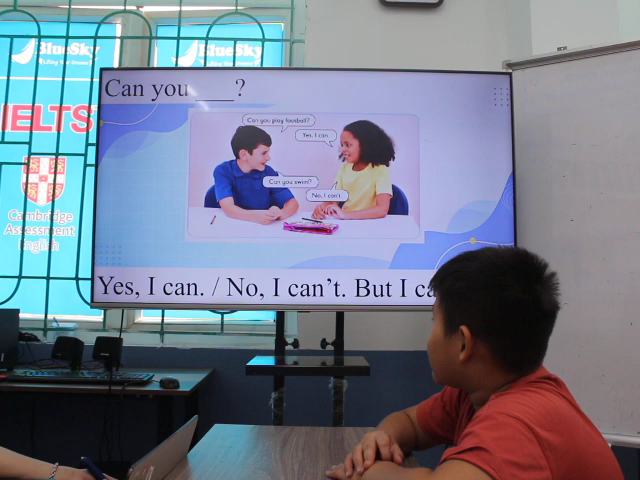 BlueSky
BlueSky
IELTS
Cambridge
Assessment
English
Can you ___?
Can you play football?
Yes, I can.
Can you swim?
No, I can't.
Yes, I can. / No, I can't. But I ca